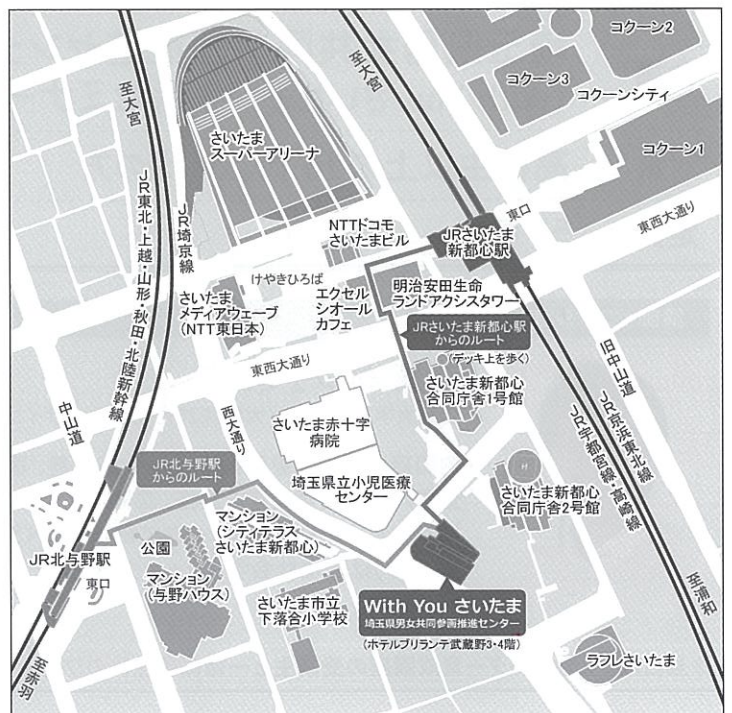 コクーン2
コクーン3
コクーンシティ
コクーン1
至大宮
至大宮
さいたま
スーパーアリーナ
JR東北・上越・山形・秋田・北陸新幹線
JR埼京線
東口
東西大通り
NTTドコモ
さいたまビル
JRさいたま
新都心駅
けやきひろば
さいたま
メディアウェーブ
(NTT東日本)
エクセル
シオール
カフェ
明治安田生命
ランドアクシスタワー
JRさいたま新都心駅
からのルート
(デッキ上を歩く)
東西大通り
さいたま新都心
合同庁舎1号館
旧中山道
JR京浜東北線
JR宇都宮線・高崎線
中山道
西大通り
さいたま赤十字
病院
JR北与野駅
からのルート
埼玉県立小児医療
センター
H
さいたま新都心
合同庁舎2号館
マンション
(シティテラス
さいたま新都心)
JR北与野駅
東口
公園
マンション
(与野ハウス)
さいたま市立
下落合小学校
With You さいたま
埼玉県男女共同参画推進センター
(ホテルブリランテ武蔵野3・4階)
至浦和
ラフレさいたま
至赤羽